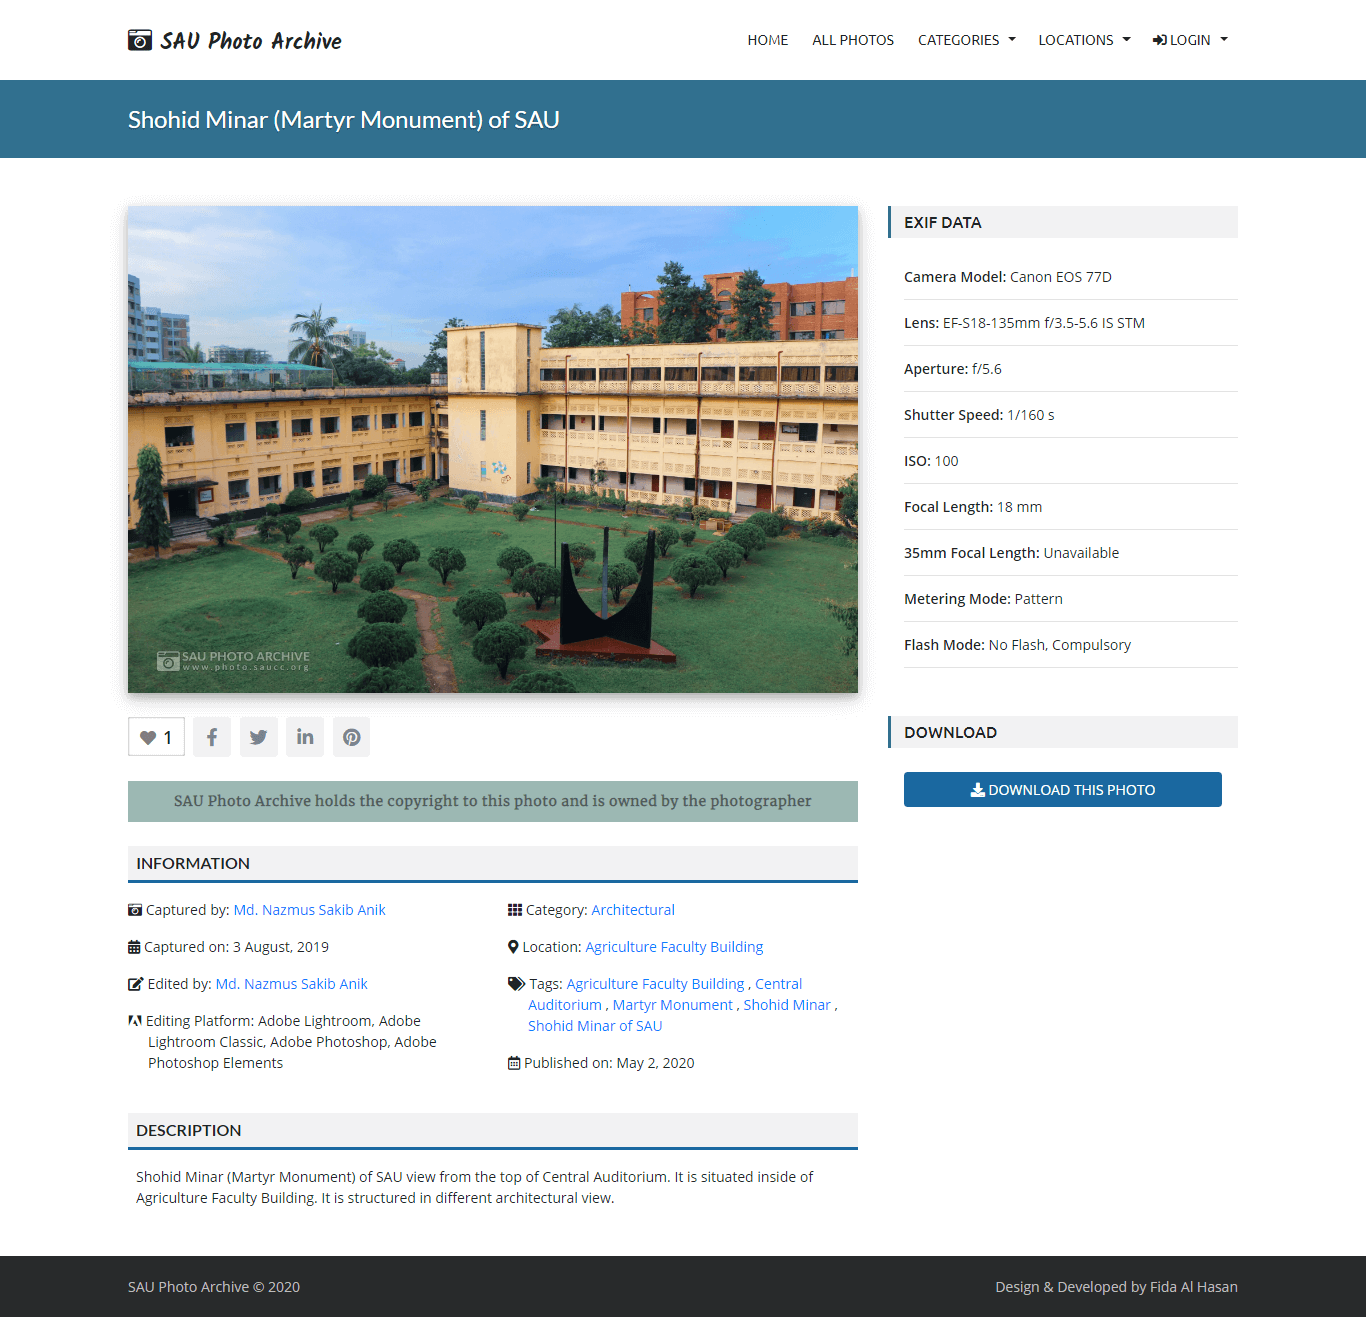 SAU Photo Archive
HOME ALL PHOTOS CATEGORIES LOCATIONS LOGIN
Shohid Minar (Martyr Monument) of SAU
SAU PHOTO ARCHIVE
www.photo.saucc.org
1
SAU Photo Archive holds the copyright to this photo and is owned by the photographer
INFORMATION
Captured by: Md. Nazmus Sakib Anik
Captured on: 3 August, 2019
Edited by: Md. Nazmus Sakib Anik
Editing Platform: Adobe Lightroom, Adobe
Lightroom Classic, Adobe Photoshop, Adobe
Photoshop Elements
Category: Architectural
Location: Agriculture Faculty Building
Tags: Agriculture Faculty Building , Central
Auditorium , Martyr Monument , Shohid Minar ,
Shohid Minar of SAU
Published on: May 2, 2020
DESCRIPTION
Shohid Minar (Martyr Monument) of SAU view from the top of Central Auditorium. It is situated inside of
Agriculture Faculty Building. It is structured in different architectural view.
EXIF DATA
Camera Model: Canon EOS 77D
Lens: EF-S18-135mm f/3.5-5.6 IS STM
Aperture: f/5.6
Shutter Speed: 1/160 s
ISO: 100
Focal Length: 18 mm
35mm Focal Length: Unavailable
Metering Mode: Pattern
Flash Mode: No Flash, Compulsory
DOWNLOAD
DOWNLOAD THIS PHOTO
SAU Photo Archive © 2020
Design & Developed by Fida Al Hasan